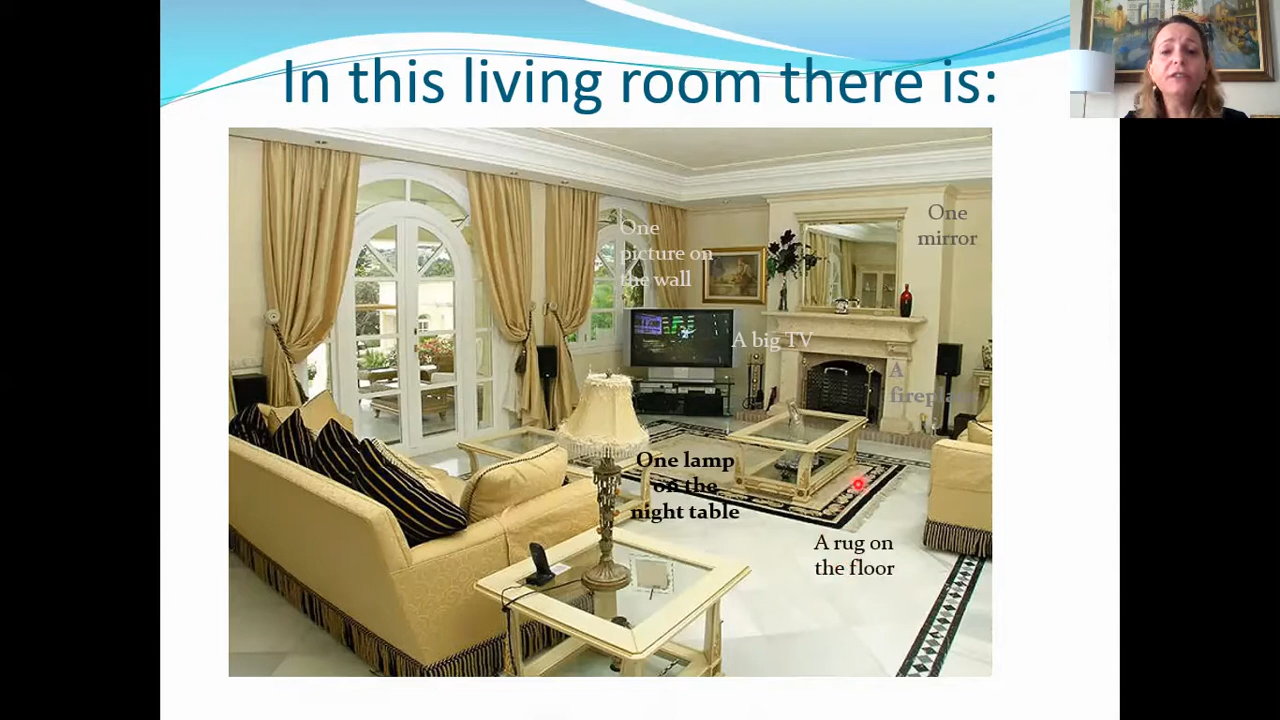 In this living room there is:
One
mirror
One
picture on
the wall
A big TV
A
fireplace
One lamp
on the
night table
A rug on
the floor